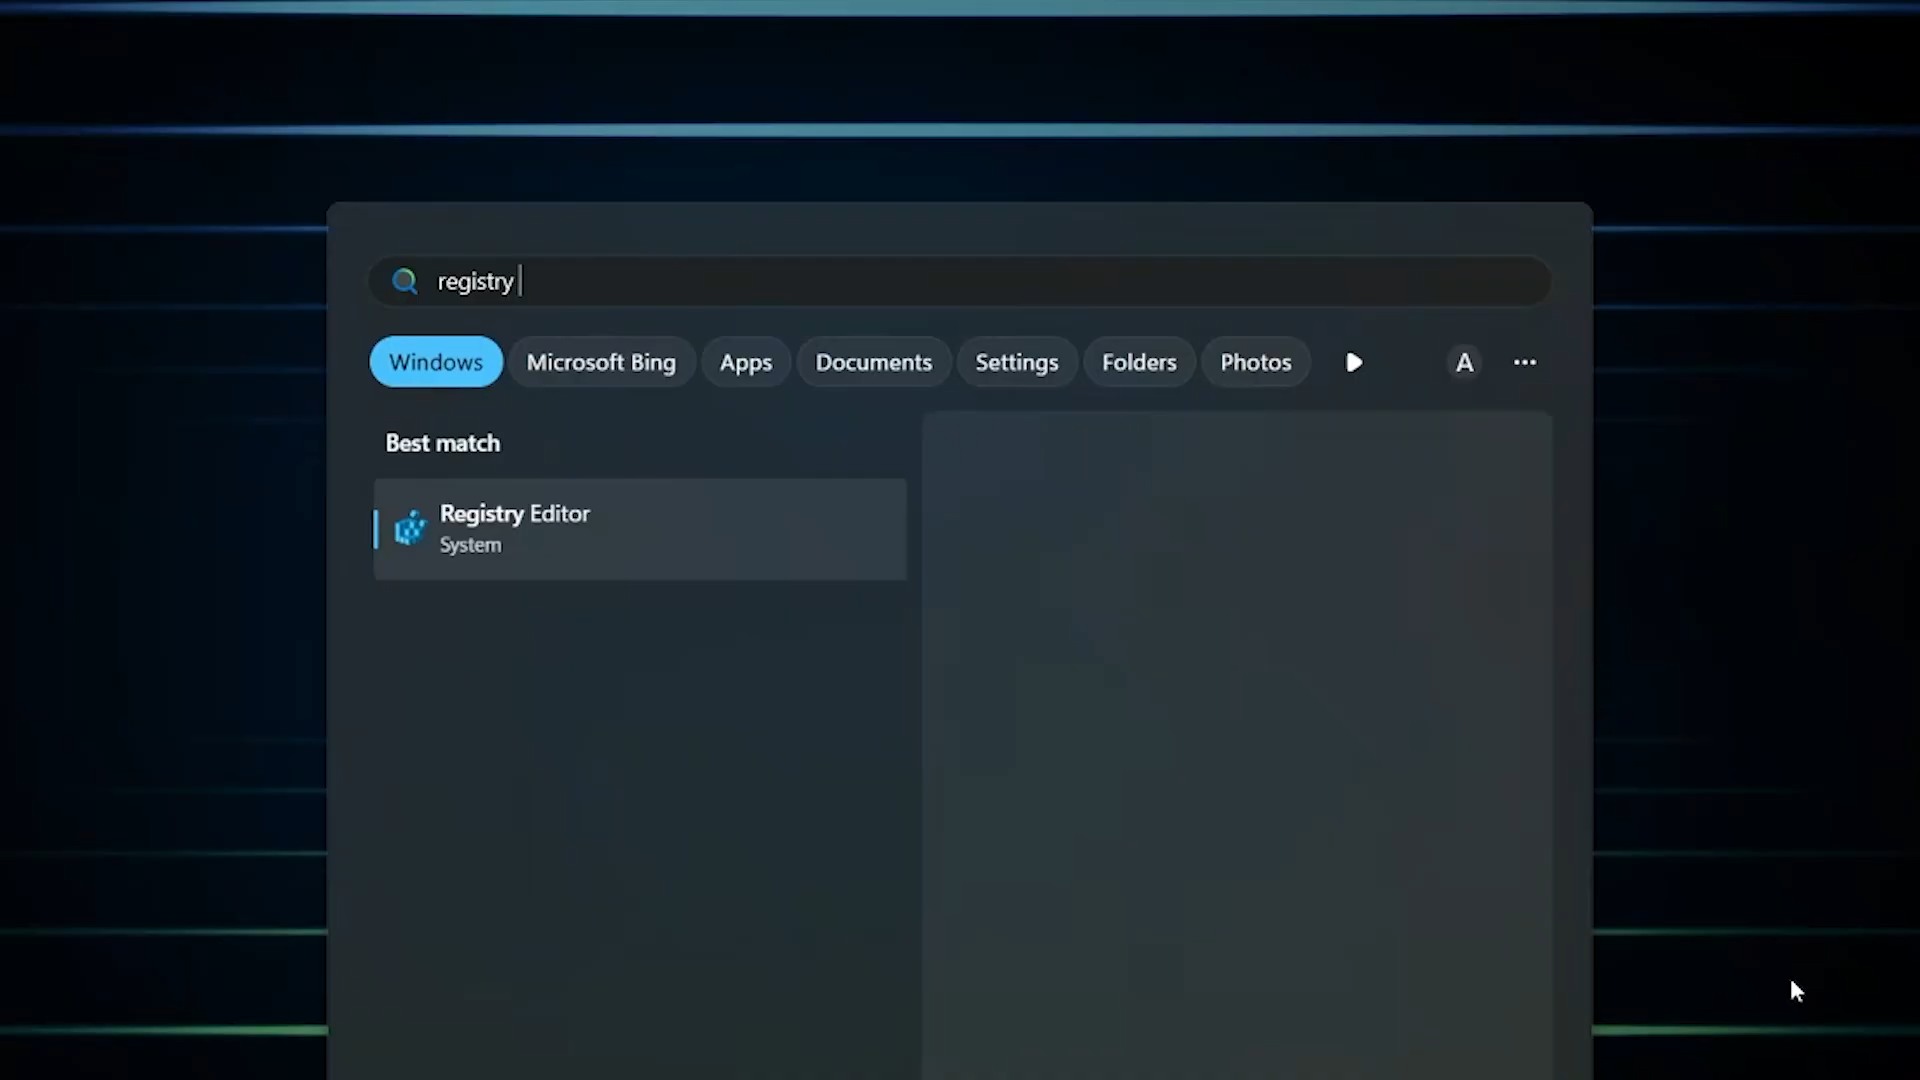 registry
Windows Microsoft Bing Apps Documents Settings Folders Photos A
Best match
Registry Editor
System